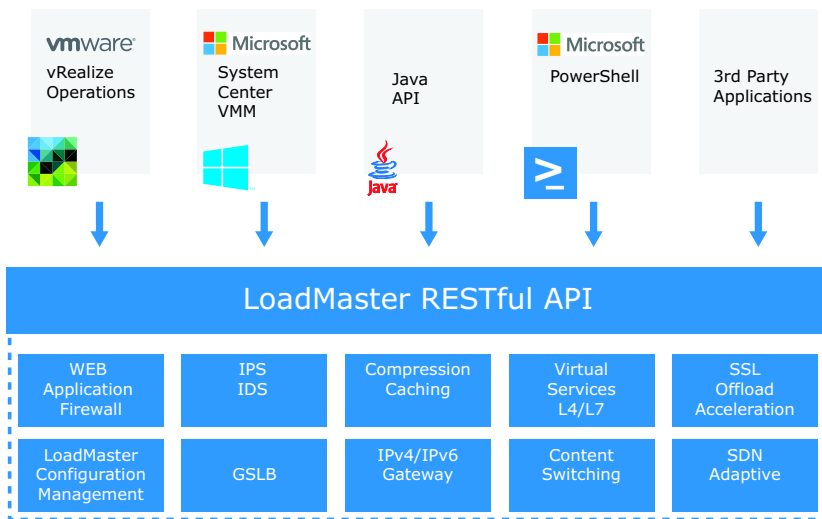 vmware
vRealize
Operations
Microsoft
System
Center
VMM
Java
API
Java
Microsoft
PowerShell
3rd Party
Applications
LoadMaster RESTful API
WEB
Application
Firewall
IPS
IDS
Compression
Caching
Virtual
Services
L4/L7
SSL
Offload
Acceleration
LoadMaster
Configuration
Management
GSLB
IPv4/IPv6
Gateway
Content
Switching
SDN
Adaptive